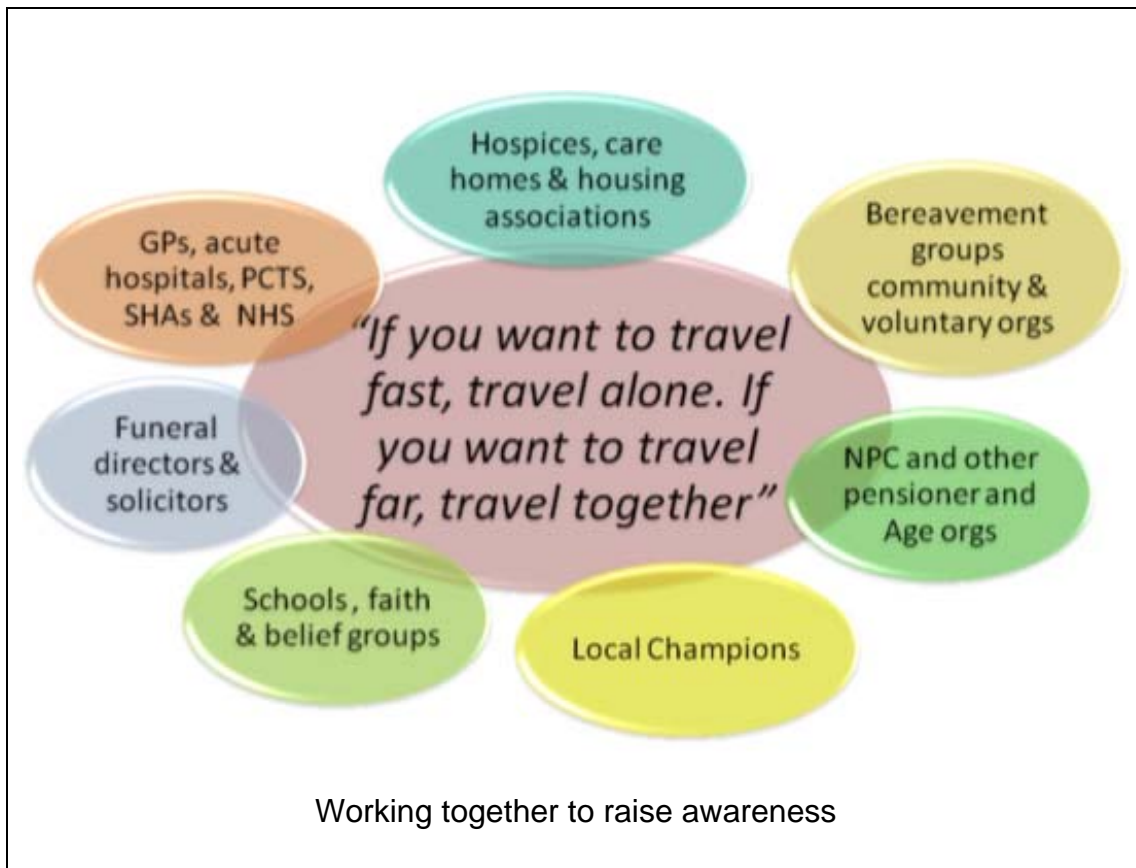 Hospices, care
homes & housing
associations
Bereavement
groups
community &
voluntary orgs
NPC and other
pensioner and
Age orgs
Local Champions
Schools , faith
& belief groups
Funeral
directors &
solicitors
GPs, acute
hospitals, PCTS,
SHAs & NHS
“If you want to travel
fast, travel alone. If
you want to travel
far, travel together”
Working together to raise awareness